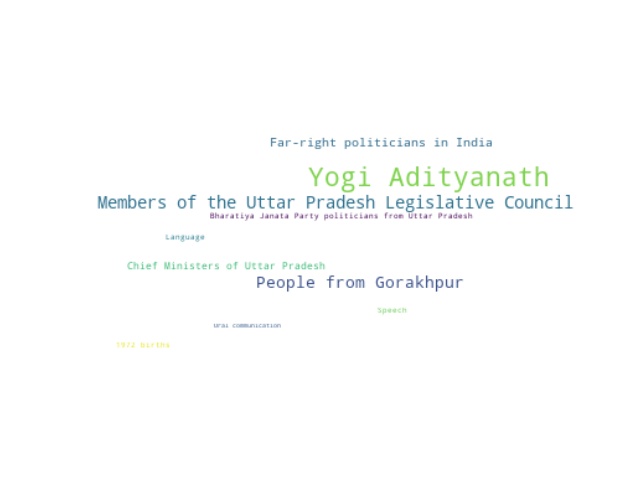 Far-right politicians in India
Yogi Adityanath
Members of the Uttar Pradesh Legislative Council
Bharatiya Janata Party politicians from Uttar Pradesh
Language
Chief Ministers of Uttar Pradesh
People from Gorakhpur
Speech
Oral communication
1972 births